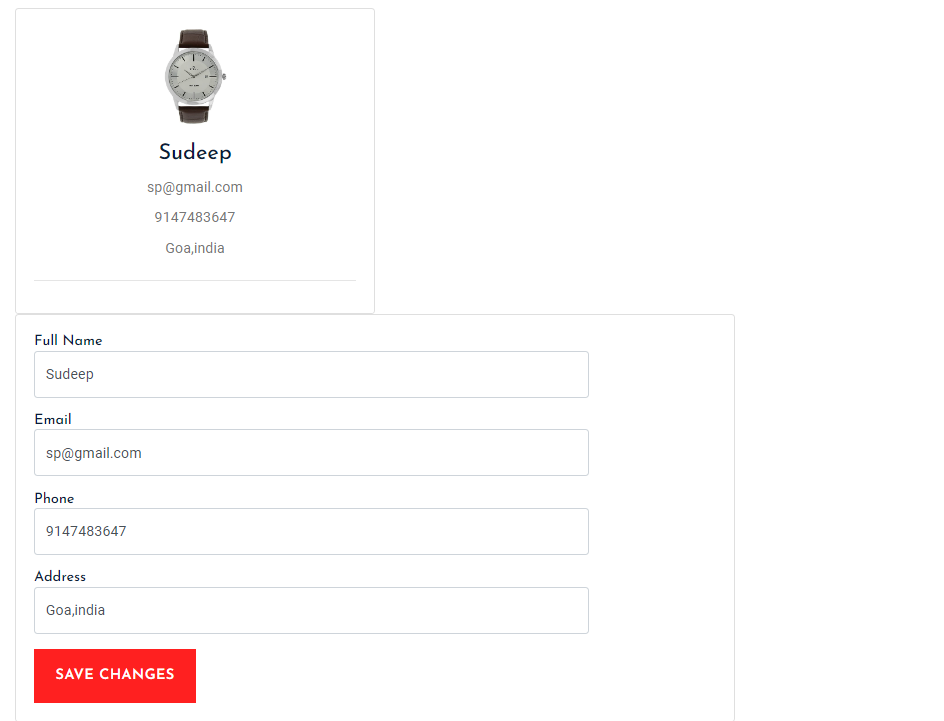 Sudeep
sp@gmail.com
9147483647
Goa,india
Full Name
Sudeep
Email
sp@gmail.com
Phone
9147483647
Address
Goa,india
SAVE CHANGES